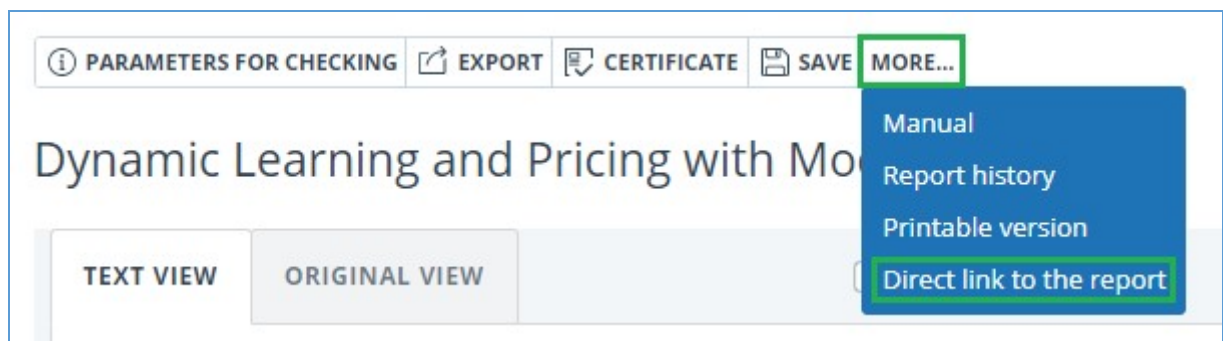 PARAMETERS FOR CHECKING EXPORT CERTIFICATE SAVE MORE...
Manual
Dynamic Learning and Pricing with
Report history
Printable version
TEXT VIEW ORIGINAL VIEW
Direct link to the report